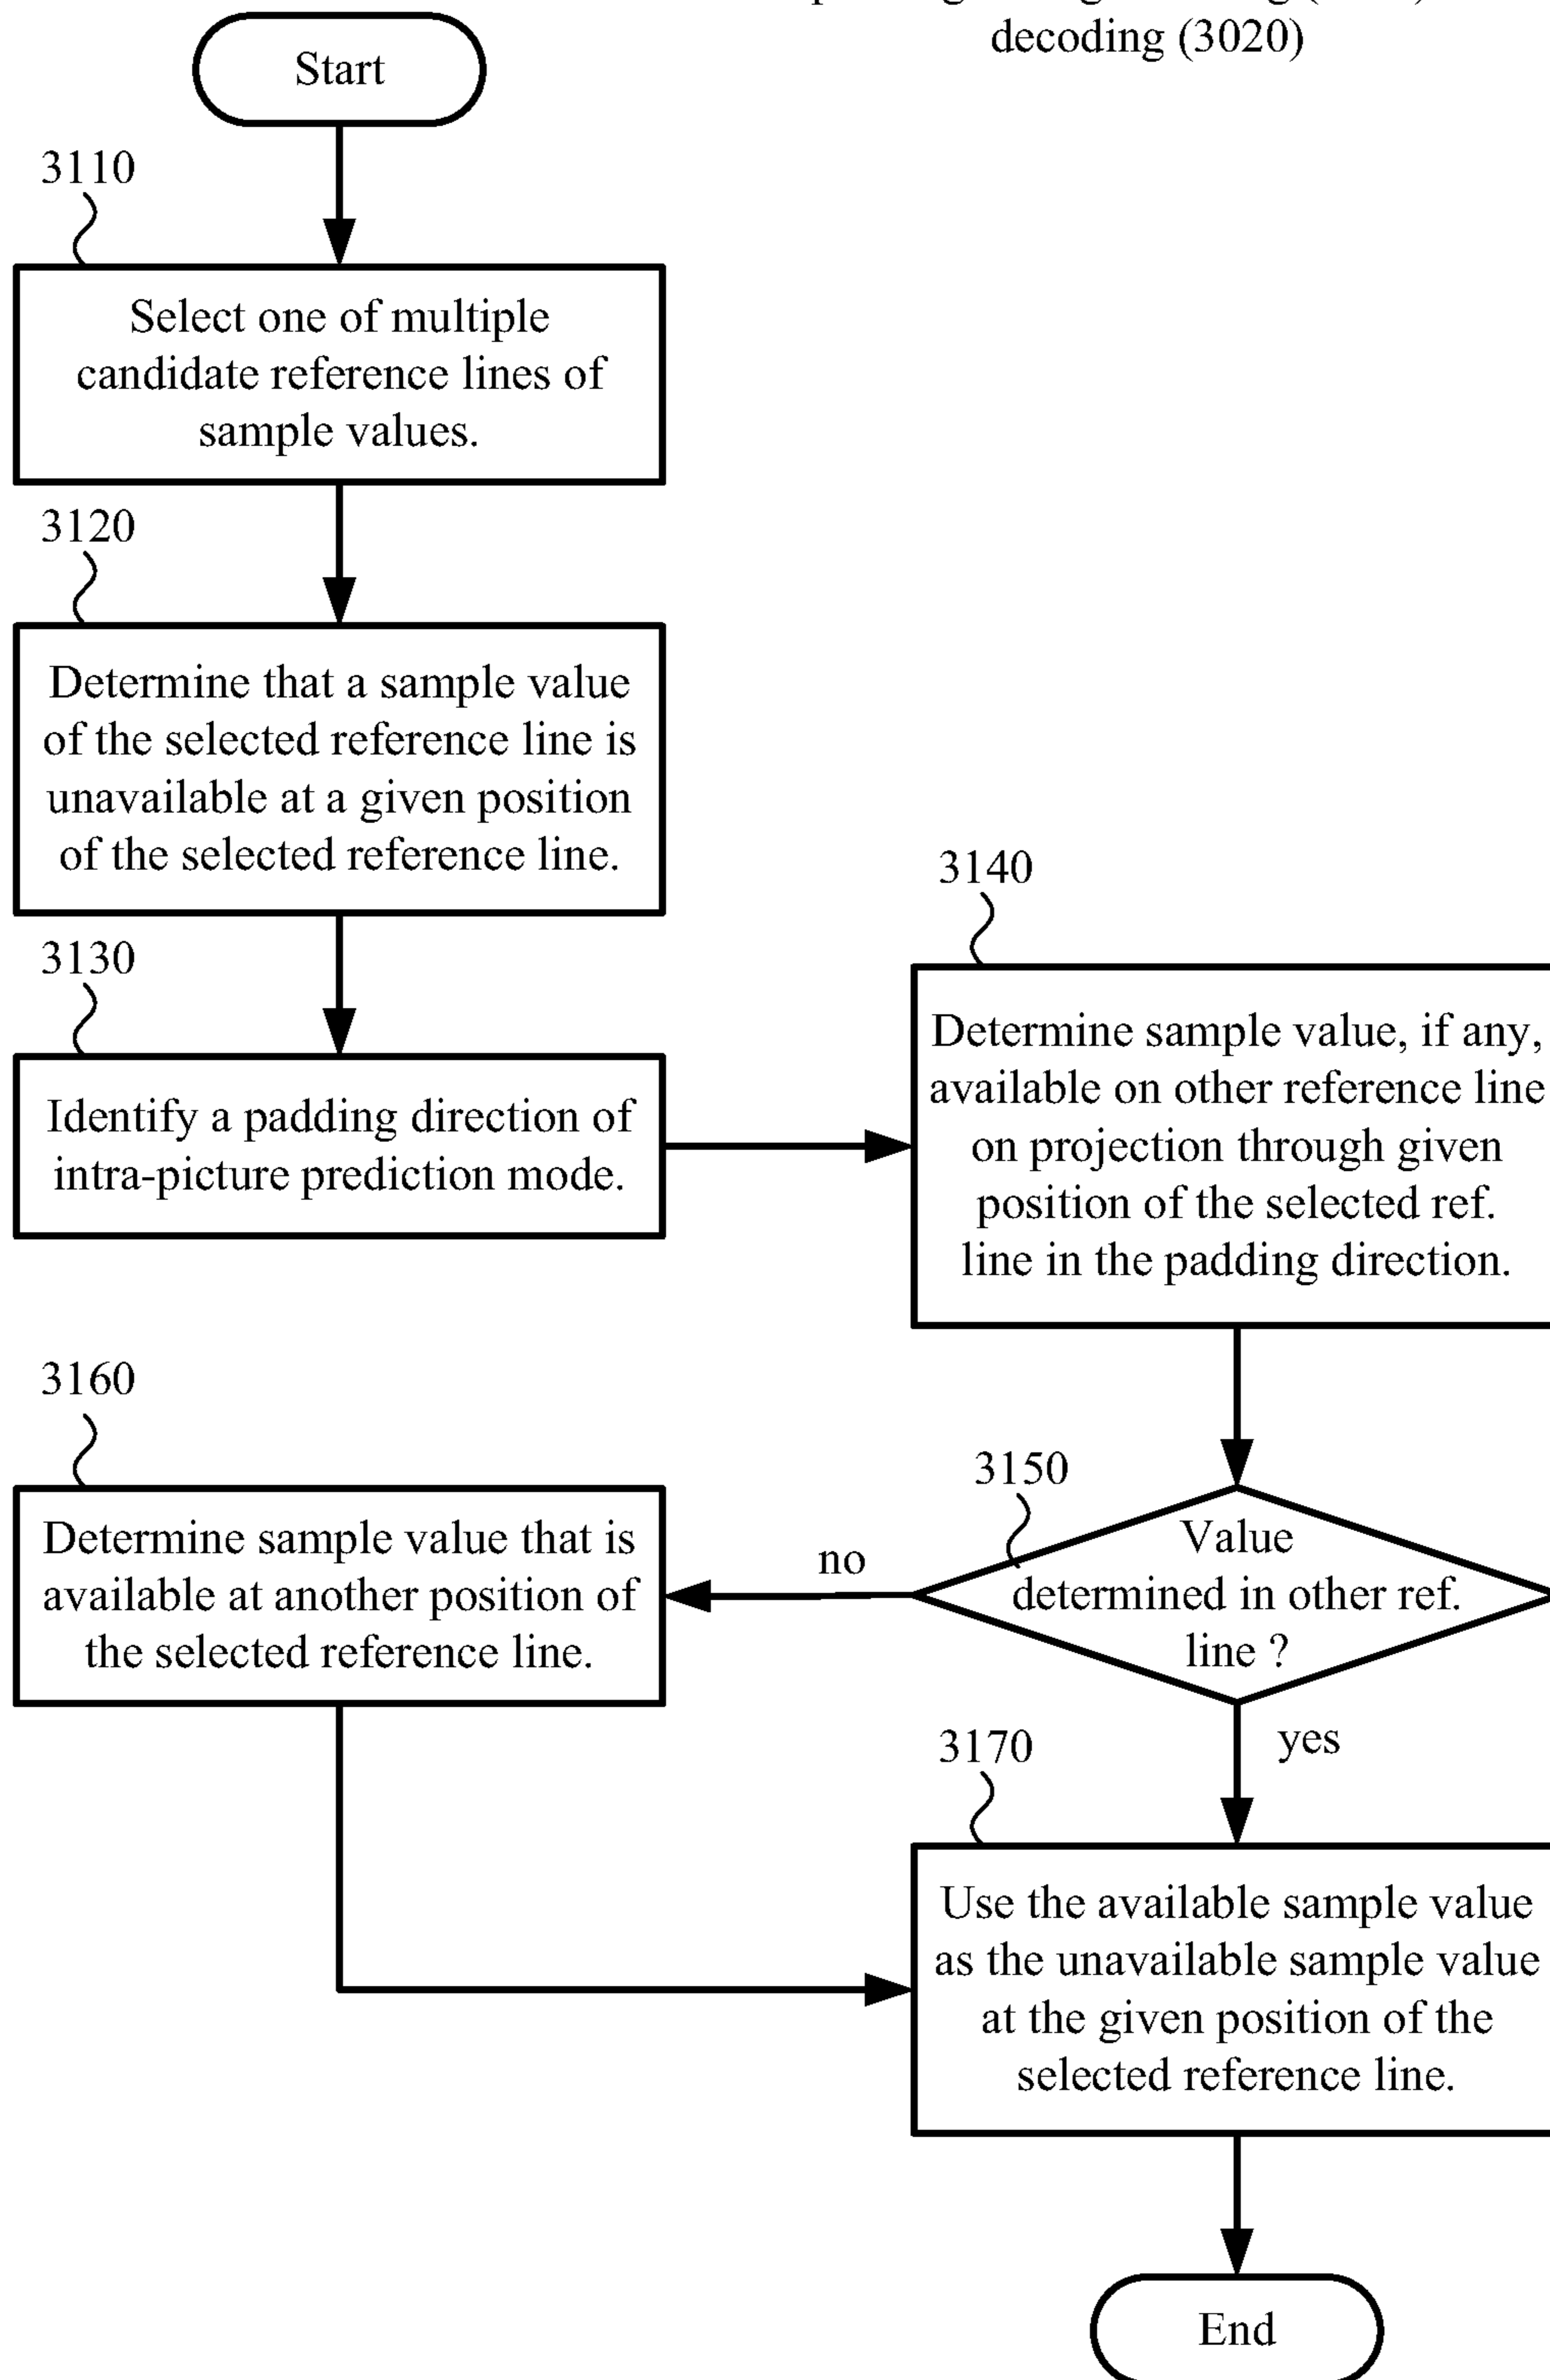 decoding (3020)
Start
3110
Select one of multiple
candidate reference lines of
sample values.
3120
Determine that a sample value
of the selected reference line is
unavailable at a given position
of the selected reference line.
3130
Identify a padding direction of
intra-picture prediction mode.
3140
Determine sample value, if any,
available on other reference line
on projection through given
position of the selected ref.
line in the padding direction.
3150
Value
determined in other ref.
line ?
no
yes
3160
Determine sample value that is
available at another position of
the selected reference line.
3170
Use the available sample value
as the unavailable sample value
at the given position of the
selected reference line.
End